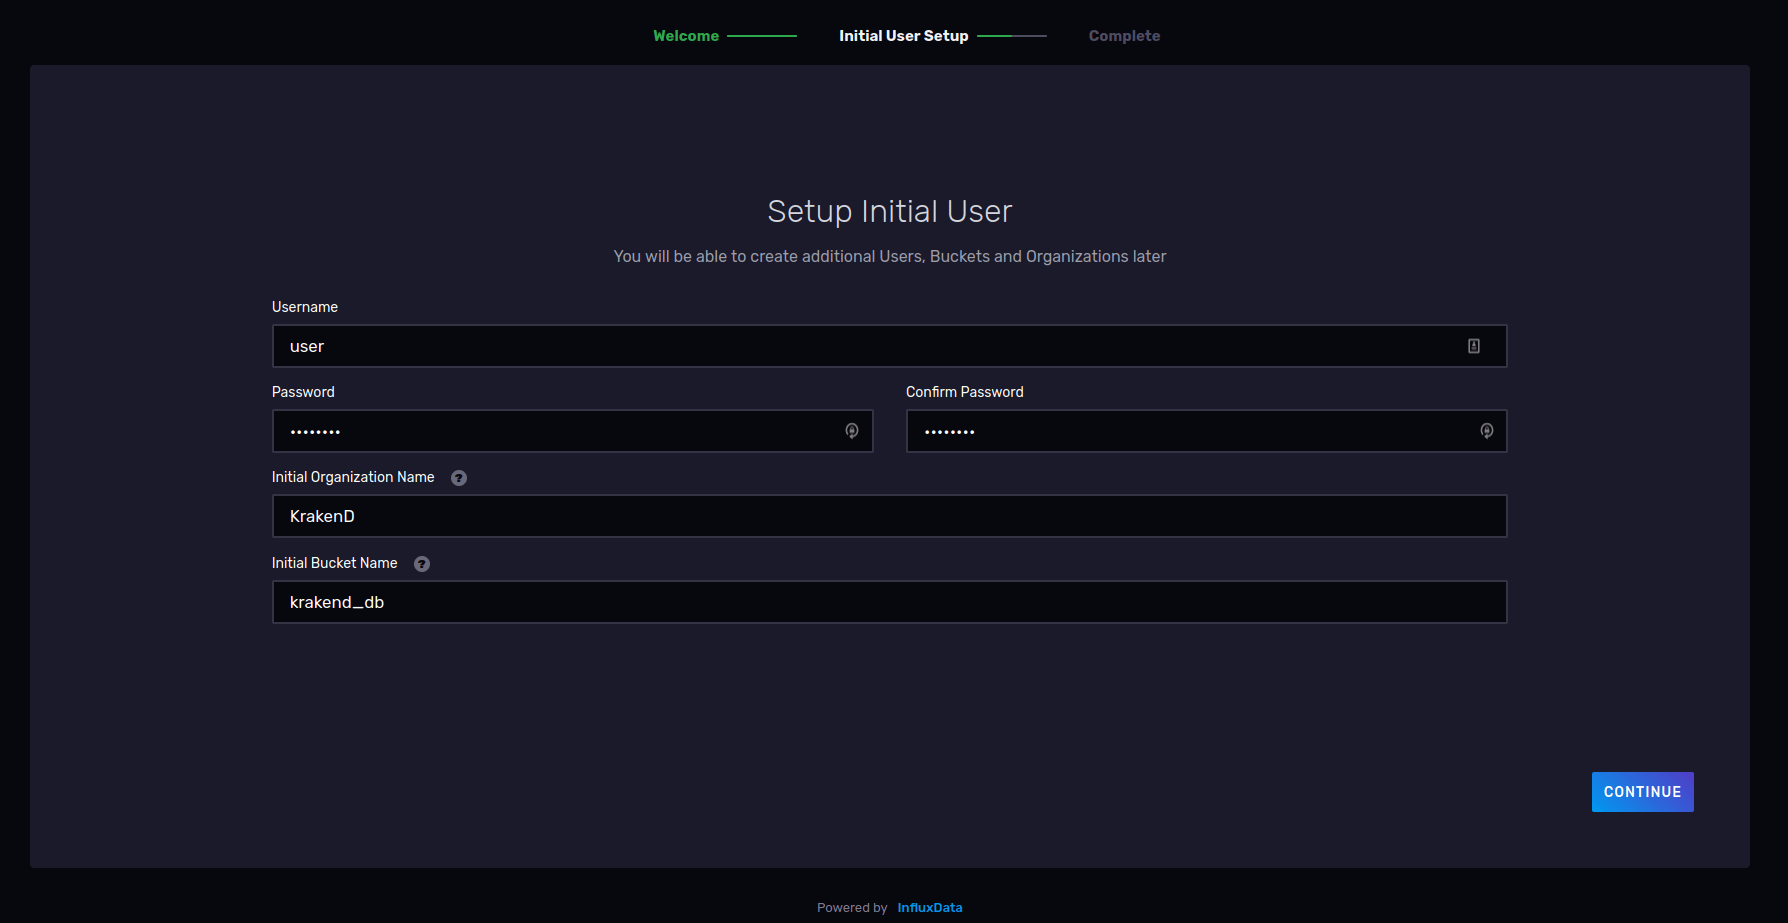 Welcome Initial User Setup Complete
Setup Initial User
You will be able to create additional Users, Buckets and Organizations later
Username
user
Password Confirm Password
•••••••• ••••••••
Initial Organization Name ?
KrakenD
Initial Bucket Name ?
krakend_db
CONTINUE
Powered by InfluxData